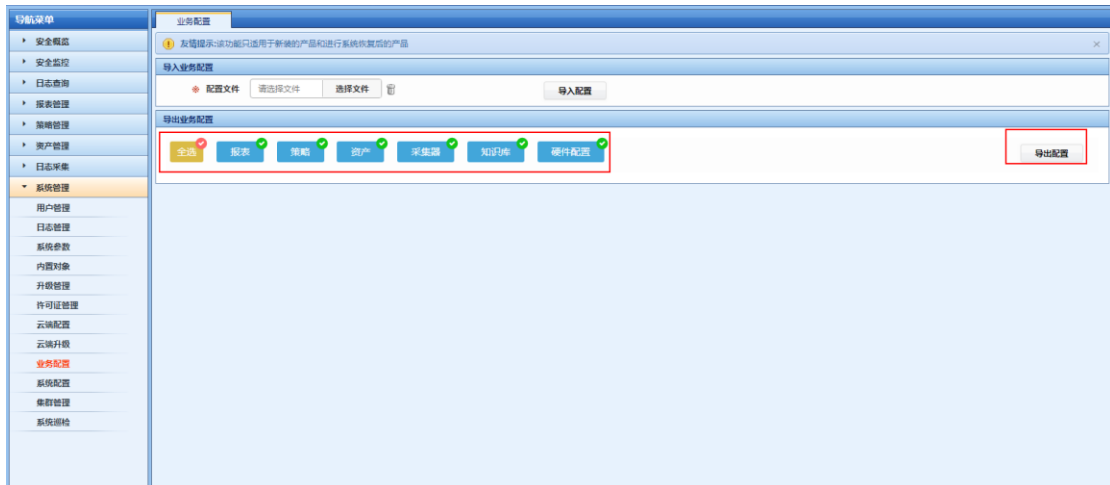 导航菜单
安全概览
安全监控
日志查询
报表管理
策略管理
资产管理
日志采集
系统管理
用户管理
日志管理
系统参数
内置对象
升级管理
许可证管理
云端配置
云端升级
业务配置
系统配置
集群管理
系统巡检
业务配置
友情提示:该功能只适用于新装的产品和进行系统恢复后的产品
导入业务配置
配置文件 请选择文件 选择文件 导入配置
导出业务配置
全选 报表 策略 资产 采集器 知识库 硬件配置 导出配置